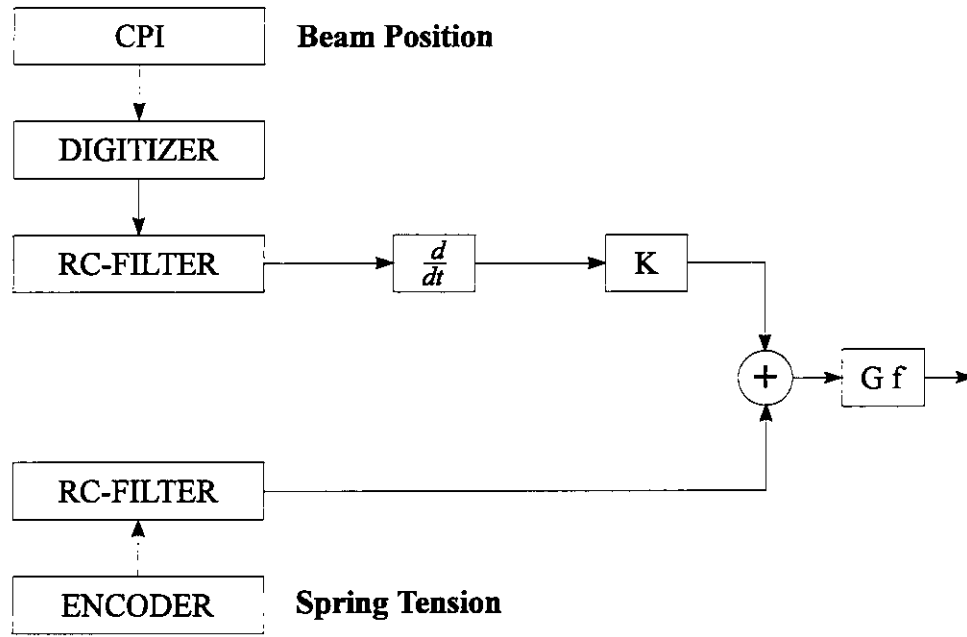 CPI
Beam Position
DIGITIZER
RC-FILTER
d
dt
K
+
G f
RC-FILTER
ENCODER
Spring Tension